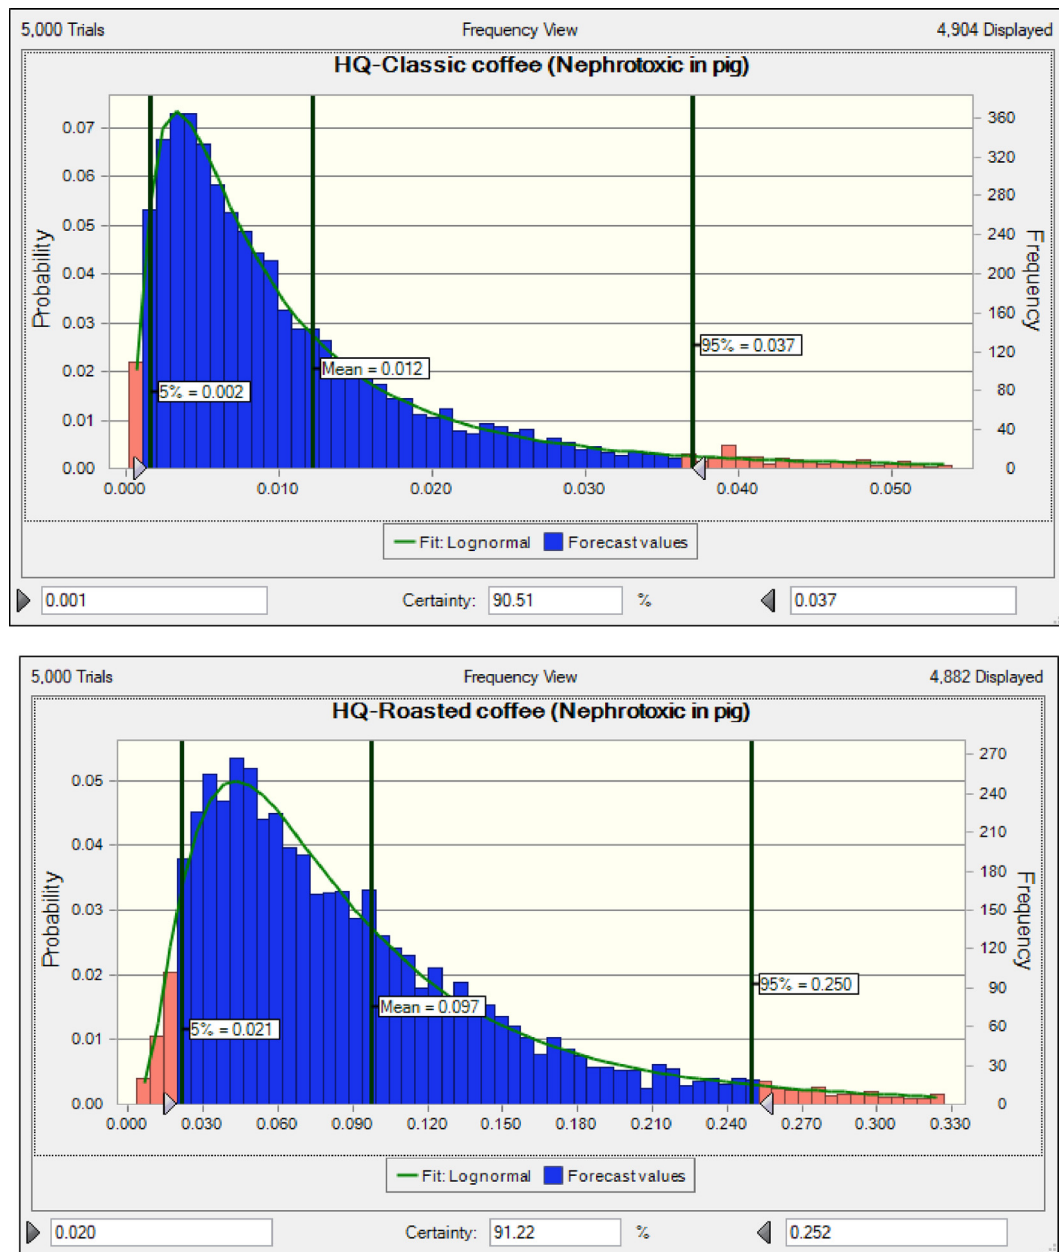 5,000 Trials Frequency View 4,904 Displayed
HQ-Classic coffee (Nephrotoxic in pig)
0.07 360
320
0.06
280
0.05 240
0.04 200
160
0.03
120
0.02
80
0.01
40
0.00 0
Probability
Frequency
95% = 0.037
Mean = 0.012
5% = 0.002
0.000 0.010 0.020 0.030 0.040 0.050
Fit: Lognormal Forecast values
0.001 Certainty: 90.51 % 0.037
5,000 Trials Frequency View 4,882 Displayed
HQ-Roasted coffee (Nephrotoxic in pig)
270
0.05
240
210
0.04
180
0.03 150
120
0.02
90
60
0.01
30
0.00 0
Probability
Frequency
95% = 0.250
Mean = 0.097
5% = 0.021
0.000 0.030 0.060 0.090 0.120 0.150 0.180 0.210 0.240 0.270 0.300 0.330
Fit: Lognormal Forecast values
0.020 Certainty: 91.22 % 0.252